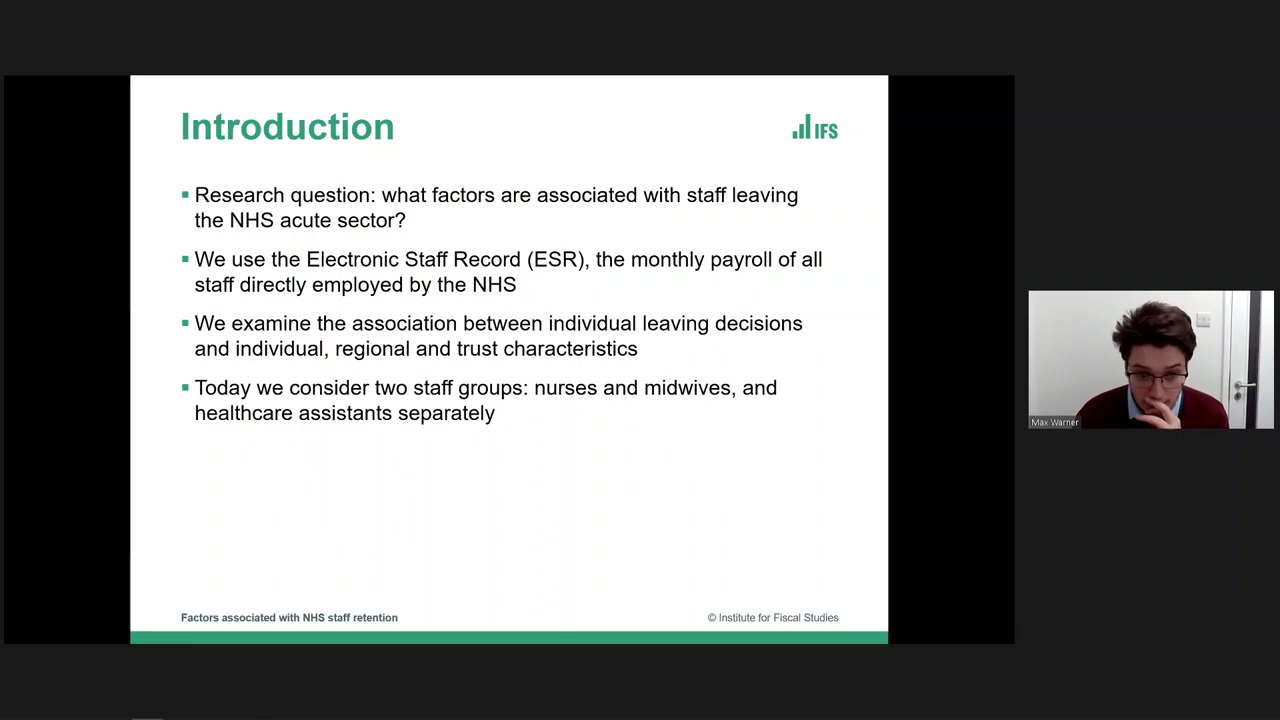 Introduction
IFS
Research question: what factors are associated with staff leaving
the NHS acute sector?
We use the Electronic Staff Record (ESR), the monthly payroll of all
staff directly employed by the NHS
We examine the association between individual leaving decisions
and individual, regional and trust characteristics
Today we consider two staff groups: nurses and midwives, and
healthcare assistants separately
Factors associated with NHS staff retention
© Institute for Fiscal Studies
Max Warner